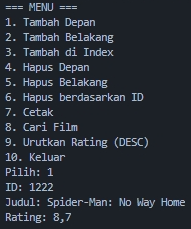 === MENU ===
1. Tambah Depan
2. Tambah Belakang
3. Tambah di Index
4. Hapus Depan
5. Hapus Belakang
6. Hapus berdasarkan ID
7. Cetak
8. Cari Film
9. Urutkan Rating (DESC)
10. Keluar
Pilih: 1
ID: 1222
Judul: Spider-Man: No Way Home
Rating: 8,7